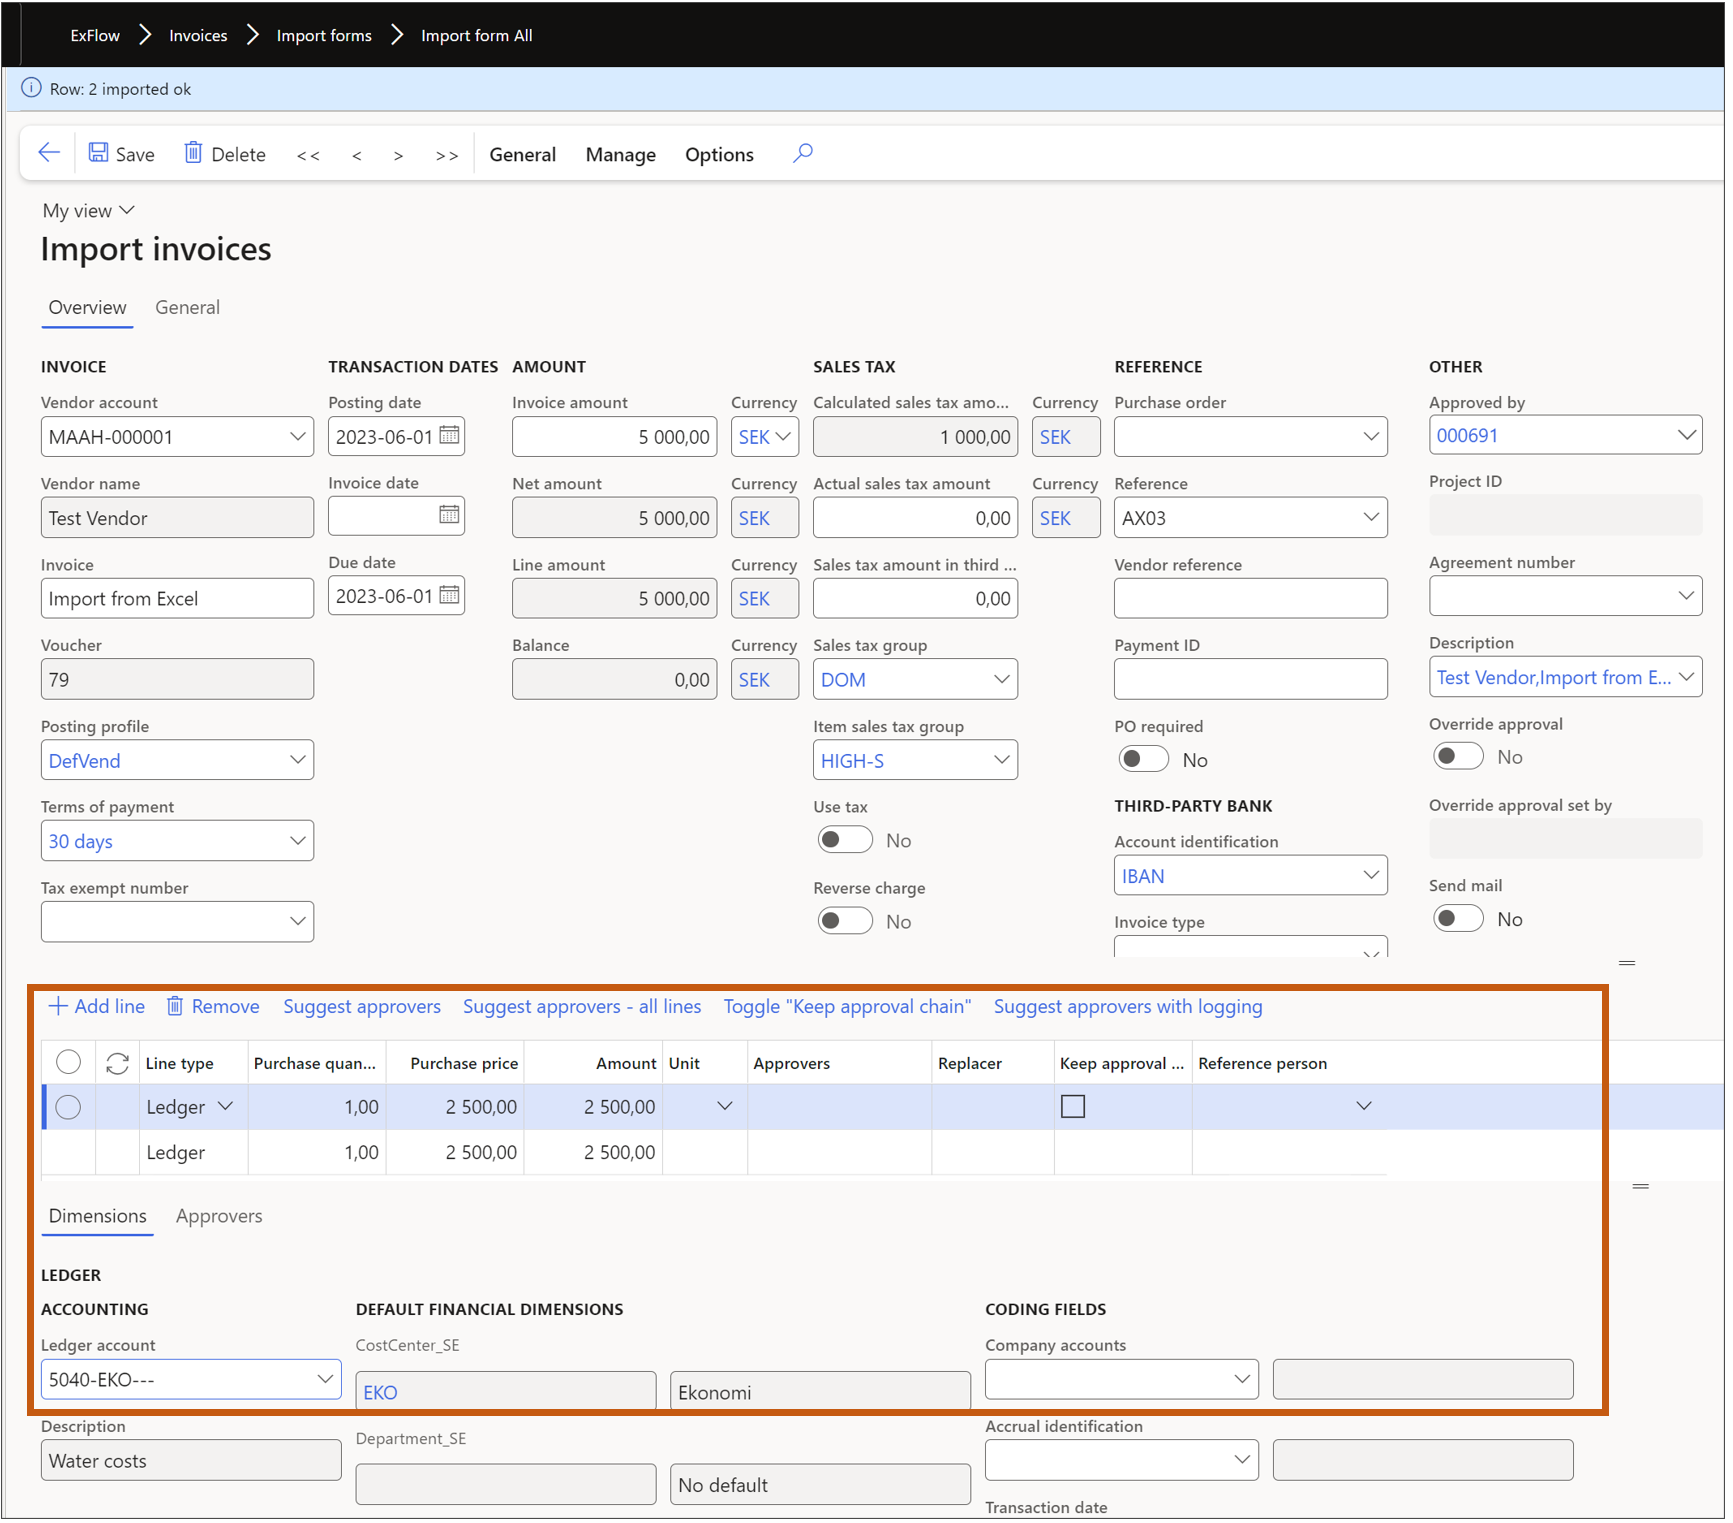 ExFlow > Invoices > Import forms > Import form All
Row: 2 imported ok
Save Delete << < > >> General Manage Options
My view
Import invoices
Overview General
INVOICE
Vendor account
MAAH-000001
Vendor name
Test Vendor
Invoice
Import from Excel
Voucher
79
Posting profile
DefVend
Terms of payment
30 days
Tax exempt number
TRANSACTION DATES
Posting date
2023-06-01
Invoice date
Due date
2023-06-01
AMOUNT
Invoice amount Currency
5 000,00 SEK
Net amount Currency
5 000,00 SEK
Line amount Currency
5 000,00 SEK
Balance Currency
0,00 SEK
SALES TAX
Calculated sales tax amo... Currency
1 000,00 SEK
Actual sales tax amount Currency
0,00 SEK
Sales tax amount in third ...
0,00
Sales tax group
DOM
Item sales tax group
HIGH-S
Use tax
No
Reverse charge
No
REFERENCE
Purchase order
Reference
AX03
Vendor reference
Payment ID
PO required
No
THIRD-PARTY BANK
Account identification
IBAN
Invoice type
OTHER
Approved by
000691
Project ID
Agreement number
Description
Test Vendor,Import from E...
Override approval
No
Override approval set by
Send mail
No
+ Add line Remove Suggest approvers Suggest approvers - all lines Toggle "Keep approval chain" Suggest approvers with logging
Line type Purchase quan... Purchase price Amount Unit Approvers Replacer Keep approval ... Reference person
Ledger 1,00 2 500,00 2 500,00
Ledger 1,00 2 500,00 2 500,00
Dimensions Approvers
LEDGER
ACCOUNTING
Ledger account
5040-EKO---
Description
Water costs
DEFAULT FINANCIAL DIMENSIONS
CostCenter_SE
EKO Ekonomi
Department_SE
No default
CODING FIELDS
Company accounts
Accrual identification
Transaction date